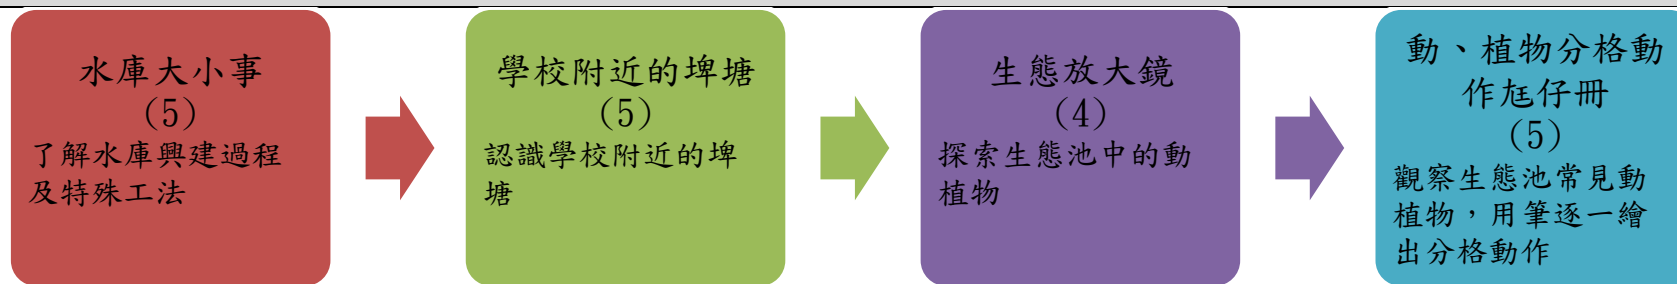 水庫大小事
(5)
了解水庫興建過程
及特殊工法
學校附近的埤塘
(5)
認識學校附近的埤
塘
生態放大鏡
(4)
探索生態池中的動
植物
動、植物分格動
作尪仔冊
(5)
觀察生態池常見動
植物，用筆逐一繪
出分格動作